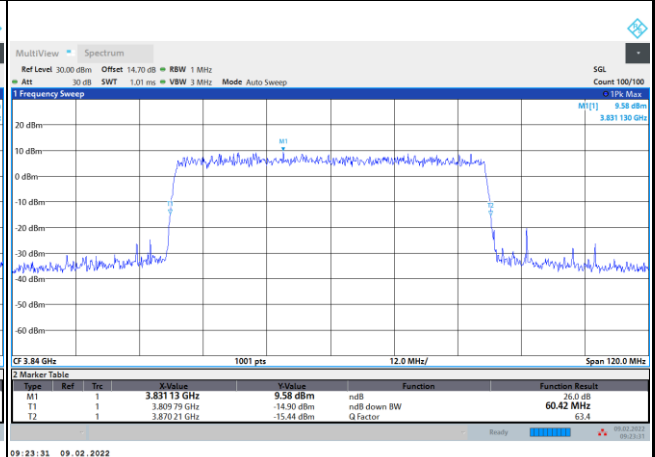 MultiView Spectrum
Ref Level 30.00 dBm Offset 14.70 dB RBW 1 MHz SGL
Att 30 dB SWT 1.01 ms VBW 3 MHz Mode Auto Sweep Count 100/100
1 Frequency Sweep 1Pk Max
M1[1] 9.58 dBm
3.831 130 GHz
20 dBm
M1
10 dBm
0 dBm
-10 dBm
T1 T2
-20 dBm
-30 dBm
-40 dBm
-50 dBm
-60 dBm
CF 3.84 GHz 1001 pts 12.0 MHz/ Span 120.0 MHz
2 Marker Table
Type Ref Trc X-Value Y-Value Function Function Result
M1 1 3.831 13 GHz 9.58 dBm ndB 26.0 dB
T1 1 3.809 79 GHz -14.90 dBm ndB down BW 60.42 MHz
T2 1 3.870 21 GHz -15.44 dBm Q Factor 63.4
Ready 09.02.2022
09:23:31
09:23:31 09.02.2022